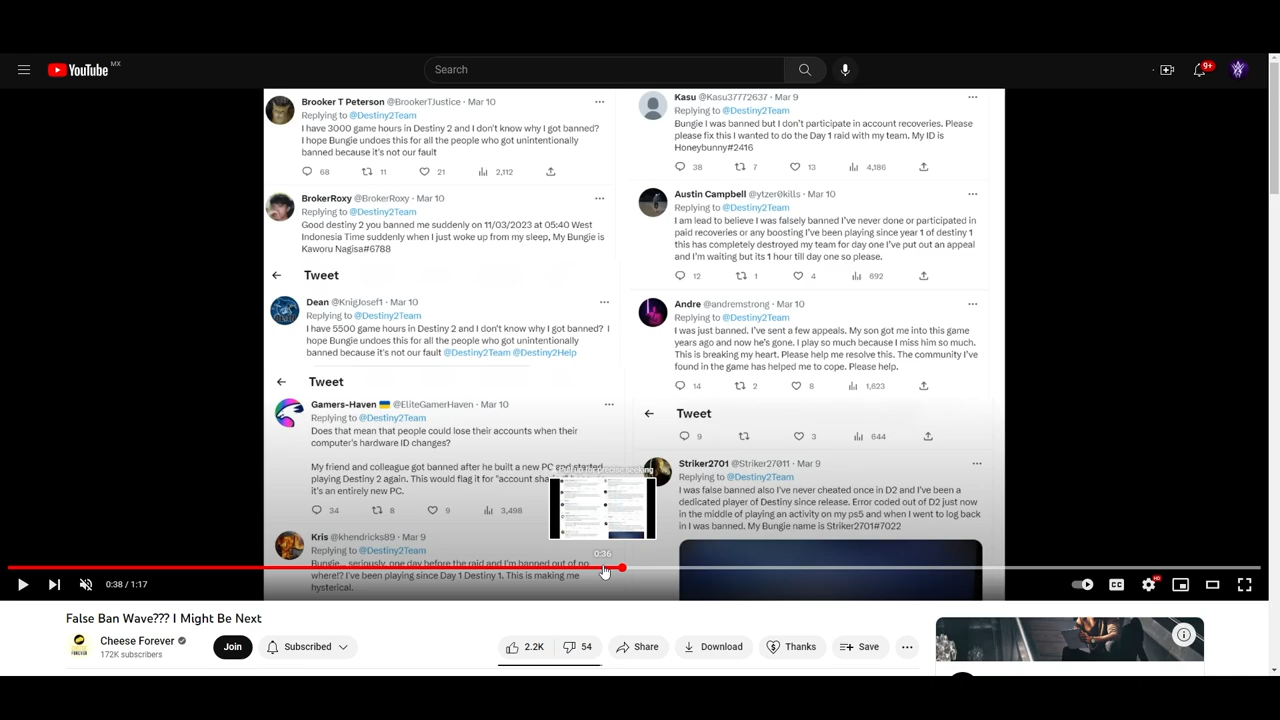 YouTube MX
Search
9+
Brooker T Peterson @BrookerTJustice · Mar 10
Replying to @Destiny2Team
I have 3000 game hours in Destiny 2 and I don't know why I got banned?
I hope Bungie undoes this for all the people who got unintentionally
banned because it's not our fault
68 11 21 2,112
BrokerRoxy @BrokerRoxy · Mar 10
Replying to @Destiny2Team
Good destiny 2 you banned me suddenly on 11/03/2023 at 05:40 West
Indonesia Time suddenly when I just woke up from my sleep, My Bungie is
Kaworu Nagisa#6788
Tweet
Dean @KnigJosef1 · Mar 10
Replying to @Destiny2Team
I have 5500 game hours in Destiny 2 and I don't know why I got banned? I
hope Bungie undoes this for all the people who got unintentionally
banned because it's not our fault @Destiny2Team @Destiny2Help
Tweet
Gamers-Haven @EliteGamerHaven · Mar 10
Replying to @Destiny2Team
Does that mean that people could lose their accounts when their
computer's hardware ID changes?
My friend and colleague got banned after he built a new PC and started
playing Destiny 2 again. This would flag it for "account sha
it's an entirely new PC.
34 8 9 3,498
Kris @khendricks89 · Mar 9
Replying to @Destiny2Team
Bungie... seriously, one day before the raid and I'm banned out of no
where!? I've been playing since Day 1 Destiny 1. This is making me
hysterical.
Kasu @Kasu37772637 · Mar 9
Replying to @Destiny2Team
Bungie I was banned but I don't participate in account recoveries. Please
please fix this I wanted to do the Day 1 raid with my team. My ID is
Honeybunny#2416
38 7 13 4,186
Austin Campbell @ytzer0kills · Mar 10
Replying to @Destiny2Team
I am lead to believe I was falsely banned I've never done or participated in
paid recoveries or any boosting I've been playing since year 1 of destiny 1
this has completely destroyed my team for day one I've put out an appeal
and I'm waiting but its 1 hour till day one so please.
12 1 4 692
Andre @andremstrong · Mar 10
Replying to @Destiny2Team
I was just banned. I've sent a few appeals. My son got me into this game
years ago and now he's gone. I play so much because I miss him so much.
This is breaking my heart. Please help me resolve this. The community I've
found in the game has helped me to cope. Please help.
14 2 8 1,623
Tweet
9 3 644
Striker2701 @Striker27011 · Mar 9
Replying to @Destiny2Team
I was false banned also I've never cheated once in D2 and I've been a
dedicated player of Destiny since release. Error coded out of D2 just now
in the middle of playing an activity on my ps5 and when I went to log back
in I was banned. My Bungie name is Striker2701#7022
Pull up for precise seeking
0:36
0:38 / 1:17
CC
HD
False Ban Wave??? I Might Be Next
Cheese Forever
172K subscribers
Join
Subscribed
2.2K
54
Share
Download
Thanks
Save